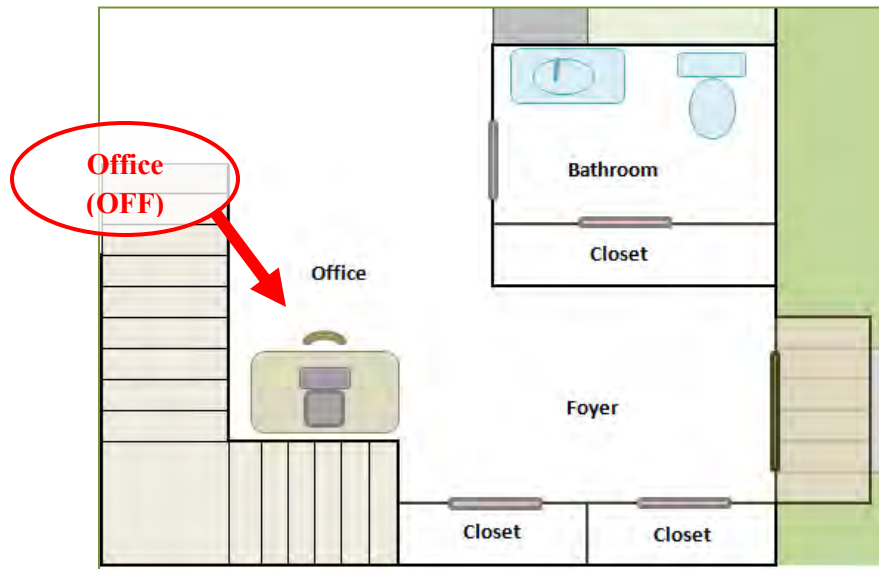 Office
(OFF)
Bathroom
Closet
Office
Foyer
Closet
Closet